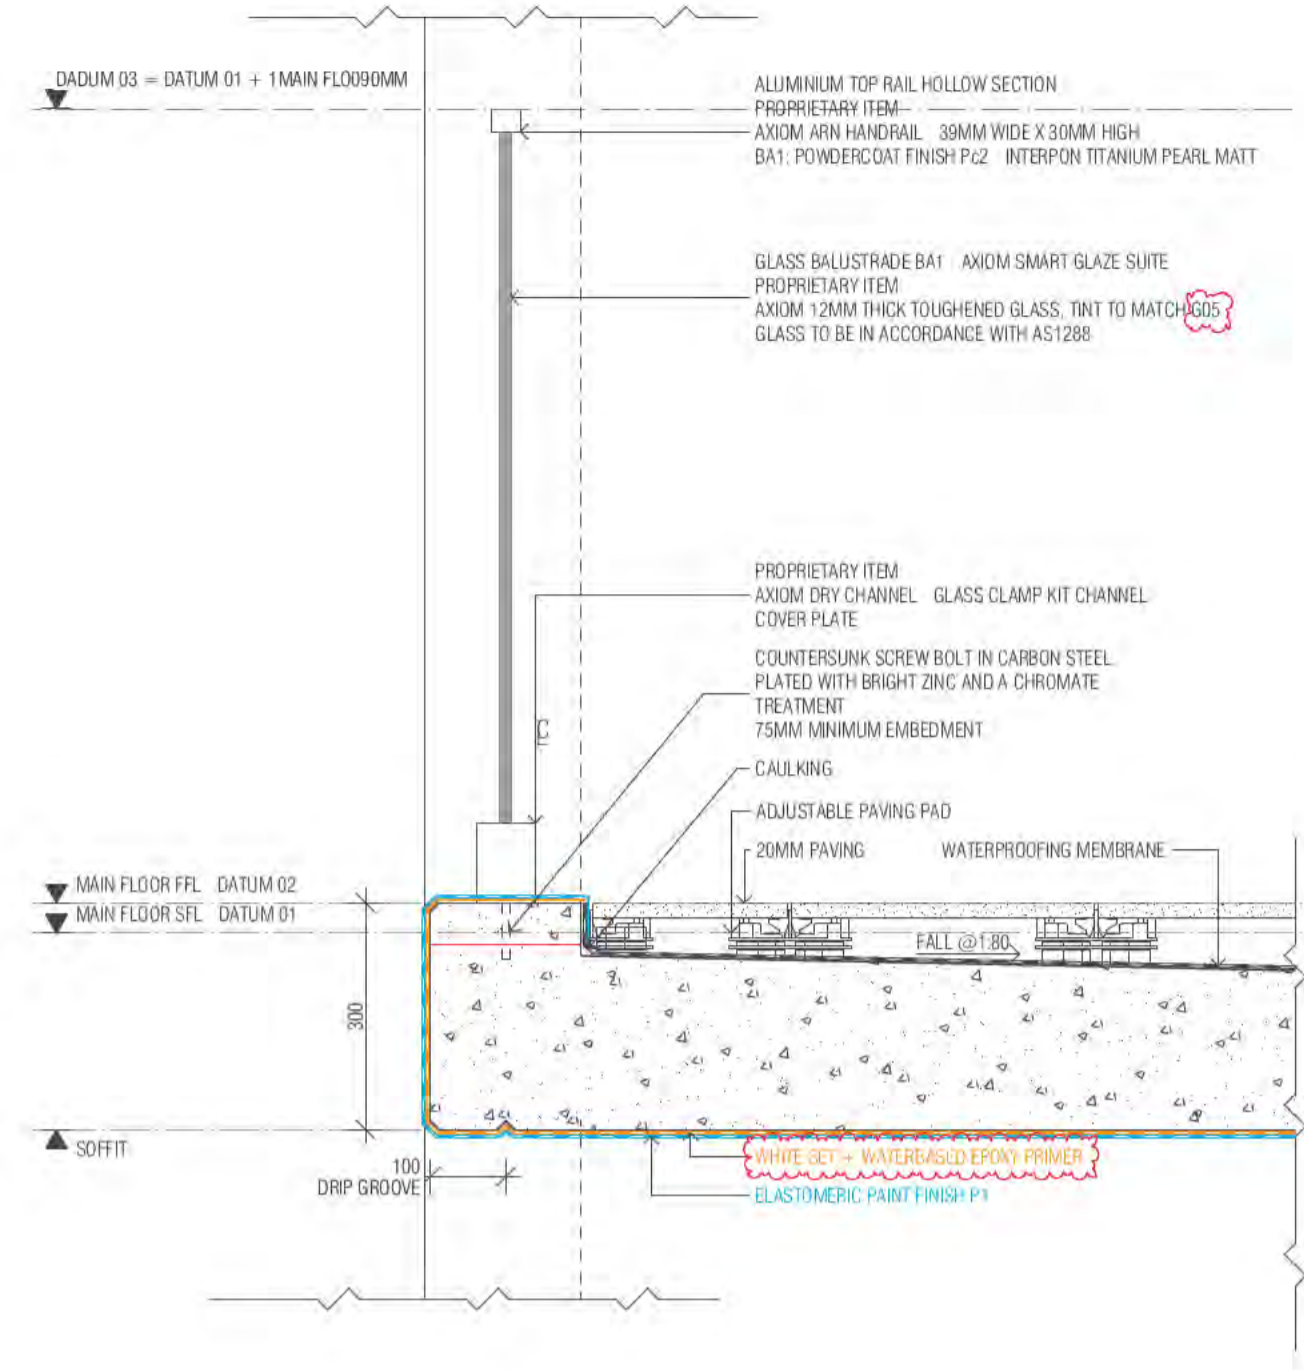 DADUM 03 = DATUM 01 + 1MAIN FLOO90MM
ALUMINIUM TOP RAIL HOLLOW SECTION
PROPRIETARY ITEM
AXIOM ARN HANDRAIL 39MM WIDE X 30MM HIGH
BA1: POWDERCOAT FINISH Pc2 INTERPON TITANIUM PEARL MATT
GLASS BALUSTRADE BA1 AXIOM SMART GLAZE SUITE
PROPRIETARY ITEM
AXIOM 12MM THICK TOUGHENED GLASS, TINT TO MATCH G05
GLASS TO BE IN ACCORDANCE WITH AS1288
PROPRIETARY ITEM
AXIOM DRY CHANNEL GLASS CLAMP KIT CHANNEL
COVER PLATE
COUNTERSUNK SCREW BOLT IN CARBON STEEL
PLATED WITH BRIGHT ZINC AND A CHROMATE
TREATMENT
75MM MINIMUM EMBEDMENT
C
CAULKING
ADJUSTABLE PAVING PAD
20MM PAVING
WATERPROOFING MEMBRANE
MAIN FLOOR FFL DATUM 02
MAIN FLOOR SFL DATUM 01
FALL @1:80
300
SOFFIT
100
DRIP GROOVE
WHITE SET + WATERBASED EPOXY PRIMER
ELASTOMERIC PAINT FINISH P1